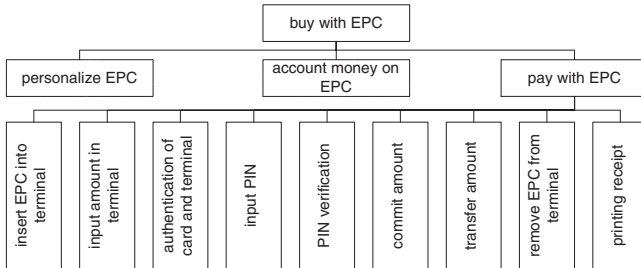 buy with EPC
personalize EPC
account money on
EPC
pay with EPC
insert EPC into
terminal
input amount in
terminal
authentication of
card and terminal
input PIN
PIN verification
commit amount
transfer amount
remove EPC from
terminal
printing receipt